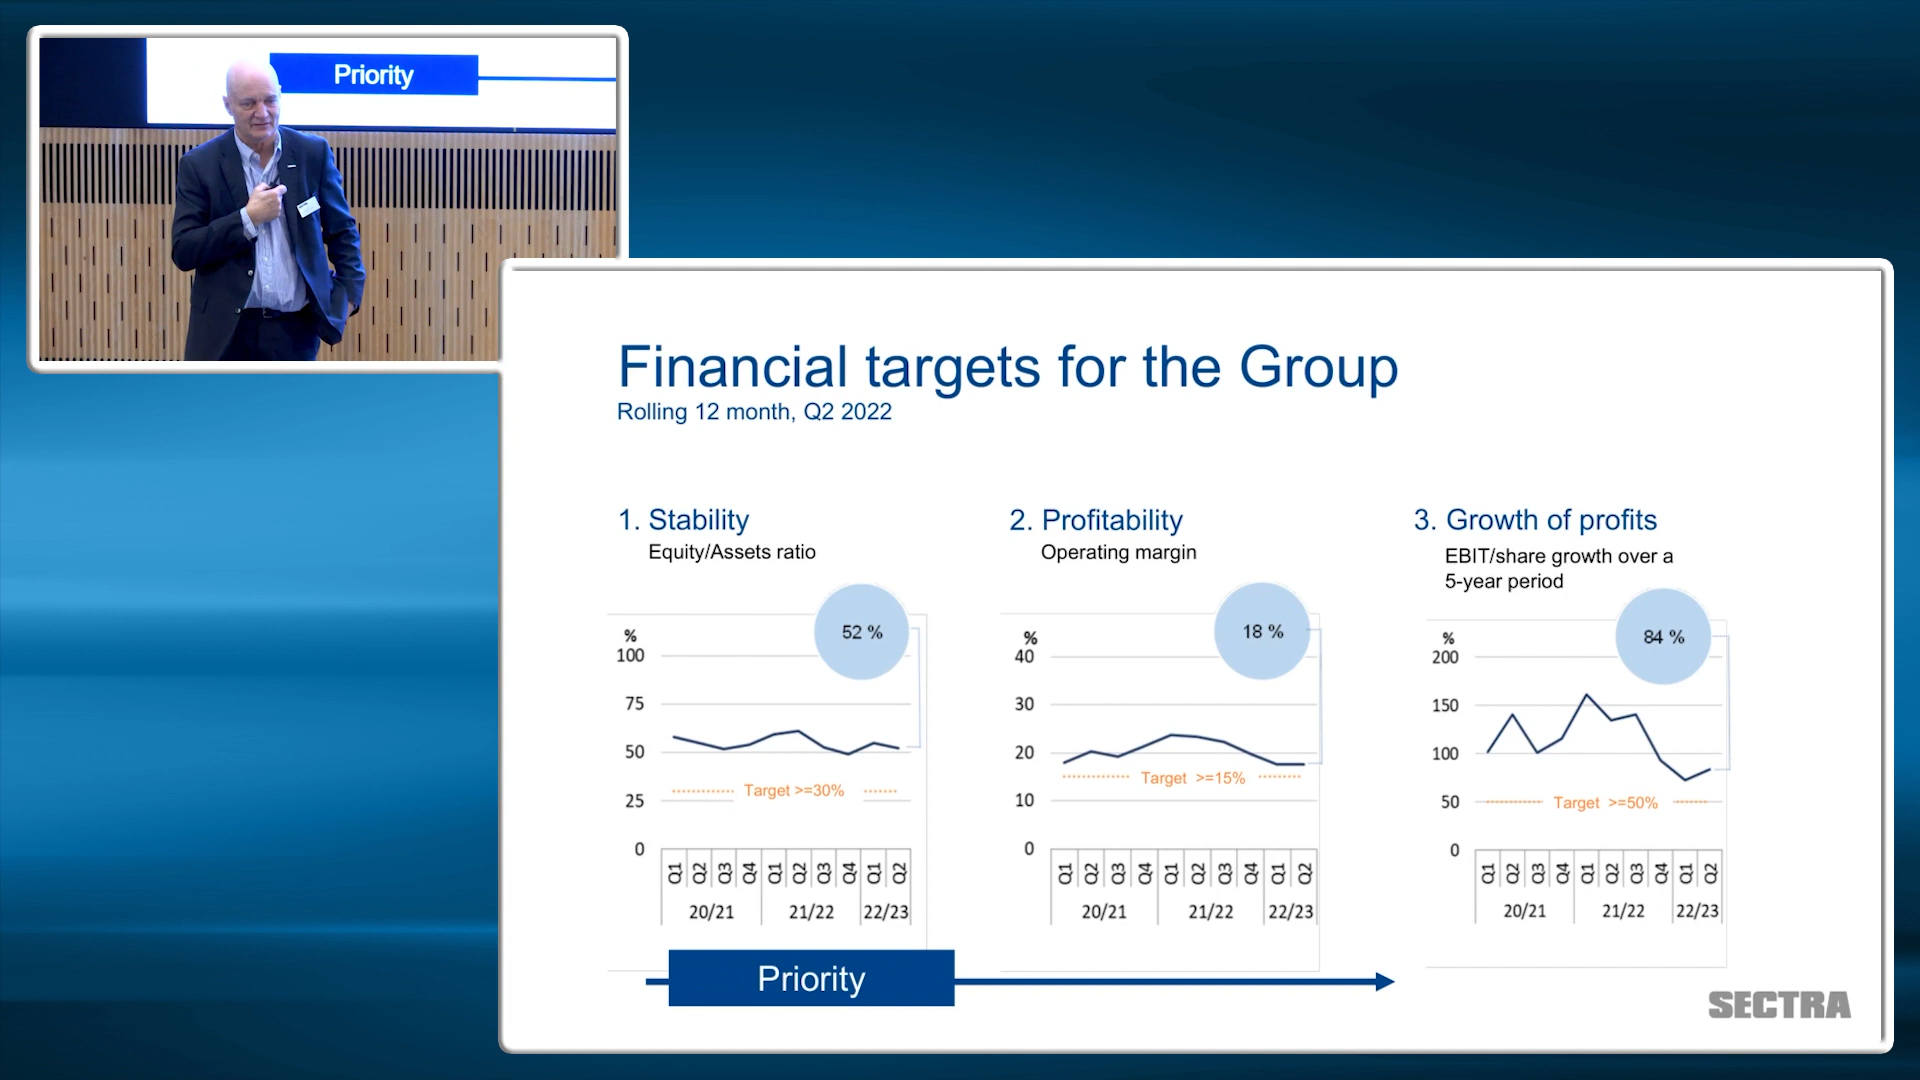 Priority
Financial targets for the Group
Rolling 12 month, Q2 2022
1. Stability
Equity/Assets ratio
52 %
%
100
75
50
25
0
Target >=30%
Q1 Q2 Q3 Q4 Q1 Q2 Q3 Q4 Q1 Q2
20/21 21/22 22/23
2. Profitability
Operating margin
18 %
%
40
30
20
10
0
Target >=15%
Q1 Q2 Q3 Q4 Q1 Q2 Q3 Q4 Q1 Q2
20/21 21/22 22/23
3. Growth of profits
EBIT/share growth over a
5-year period
84 %
%
200
150
100
50
0
Target >=50%
Q1 Q2 Q3 Q4 Q1 Q2 Q3 Q4 Q1 Q2
20/21 21/22 22/23
Priority
SECTRA